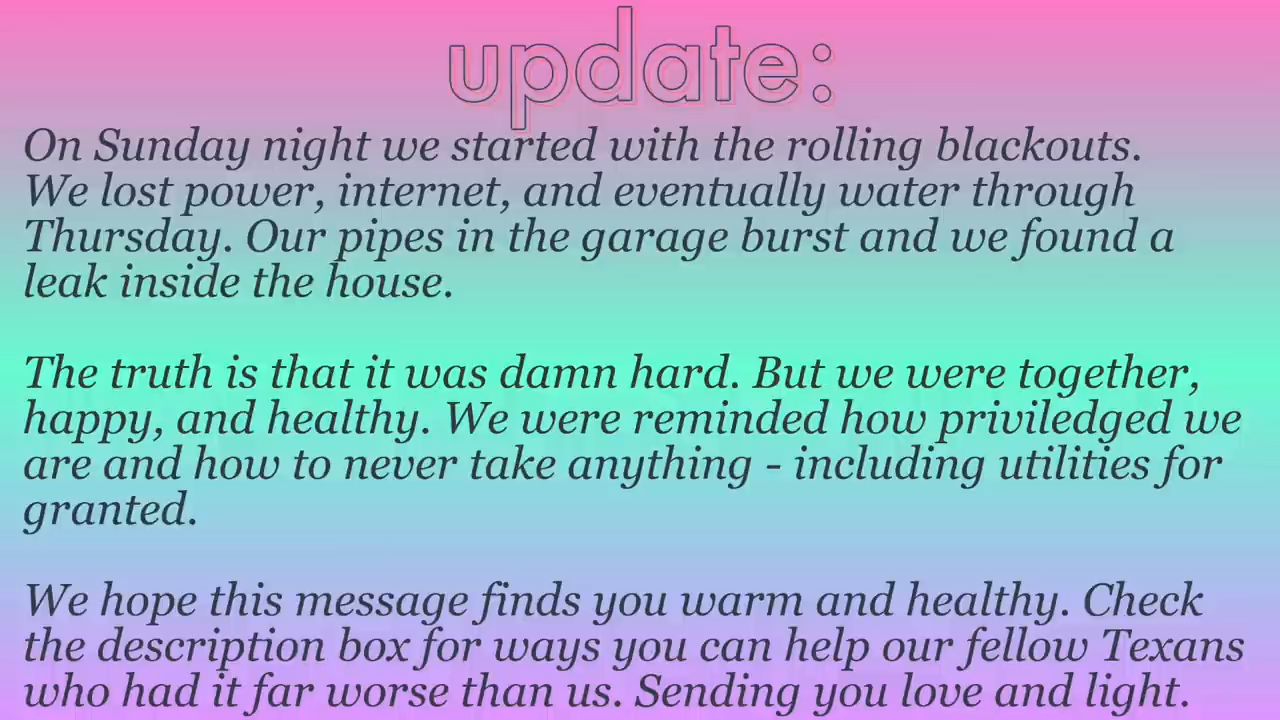 update:
On Sunday night we started with the rolling blackouts.
We lost power, internet, and eventually water through
Thursday. Our pipes in the garage burst and we found a
leak inside the house.
The truth is that it was damn hard. But we were together,
happy, and healthy. We were reminded how priviledged we
are and how to never take anything - including utilities for
granted.
We hope this message finds you warm and healthy. Check
the description box for ways you can help our fellow Texans
who had it far worse than us. Sending you love and light.